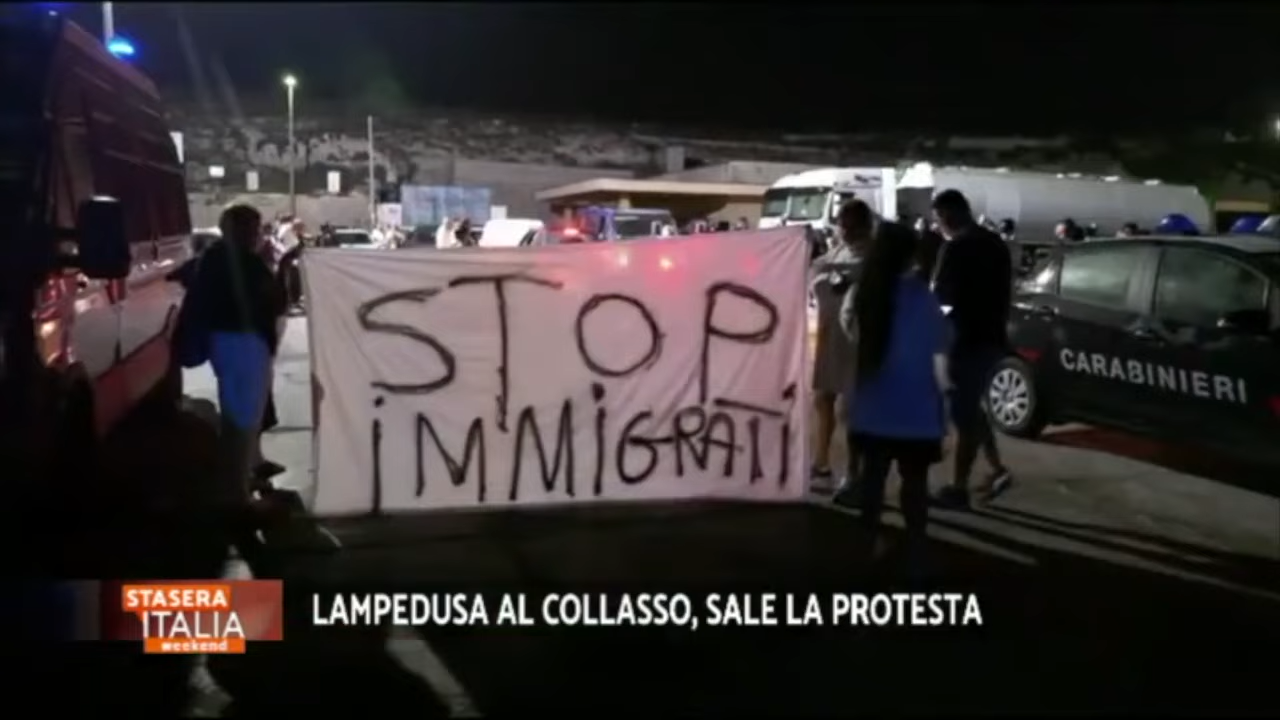 STOP
iMMiGRATi
CARABINIERI
STASERA
ITALIA
weekend
LAMPEDUSA AL COLLASSO, SALE LA PROTESTA